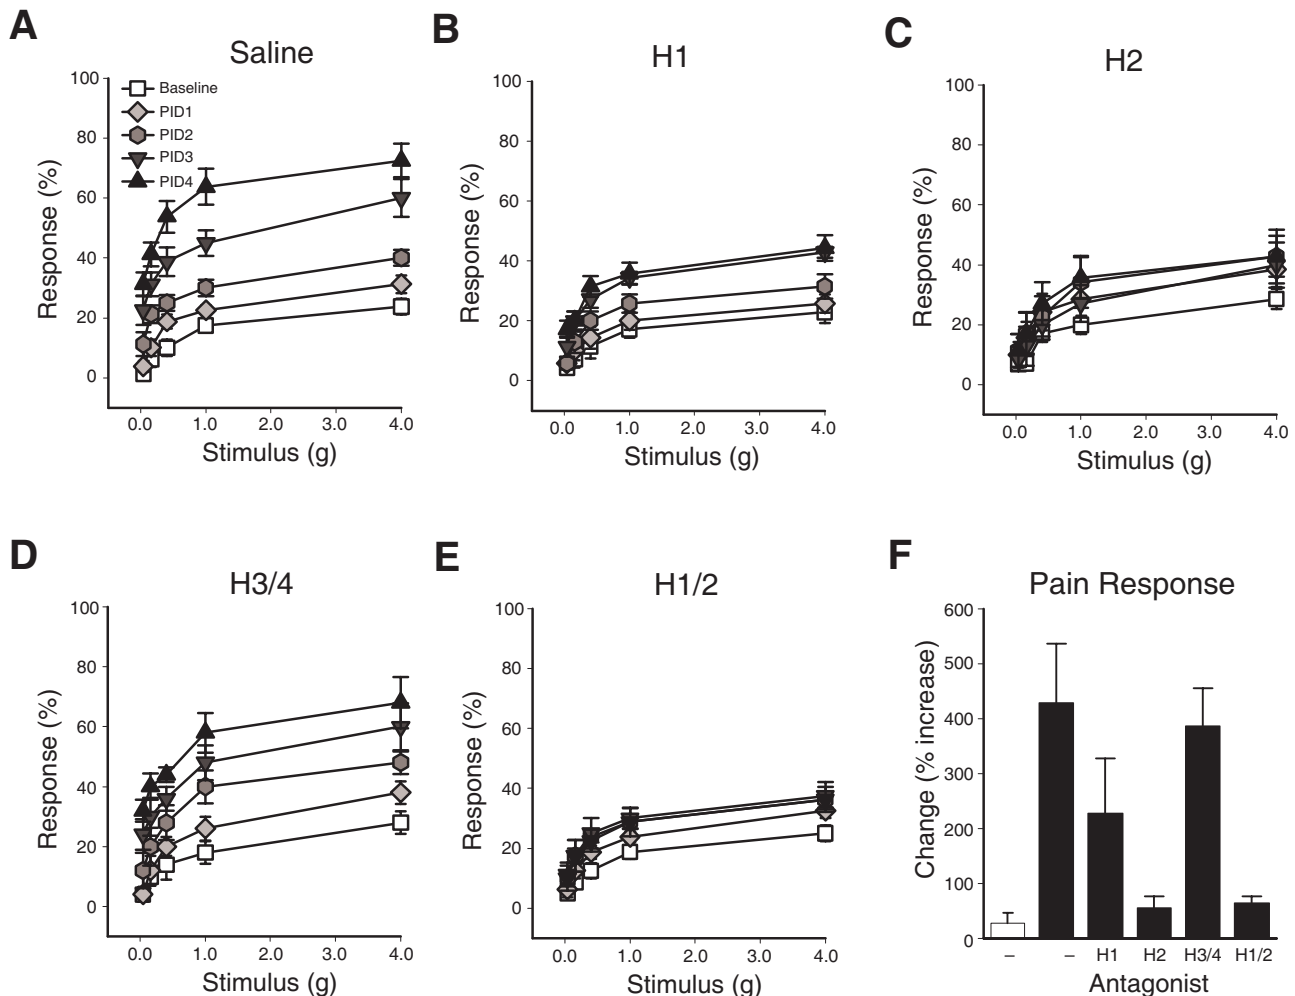 A
Saline
100
80
60
40
20
0
Response (%)
Baseline
PID1
PID2
PID3
PID4
0.0 1.0 2.0 3.0 4.0
Stimulus (g)
B
H1
100
80
60
40
20
0
Response (%)
0.0 1.0 2.0 3.0 4.0
Stimulus (g)
C
H2
100
80
60
40
20
0
Response (%)
0.0 1.0 2.0 3.0 4.0
Stimulus (g)
D
H3/4
100
80
60
40
20
0
Response (%)
0.0 1.0 2.0 3.0 4.0
Stimulus (g)
E
H1/2
100
80
60
40
20
0
Response (%)
0.0 1.0 2.0 3.0 4.0
Stimulus (g)
F
Pain Response
600
500
400
300
200
100
0
Change (% increase)
– – H1 H2 H3/4 H1/2
Antagonist